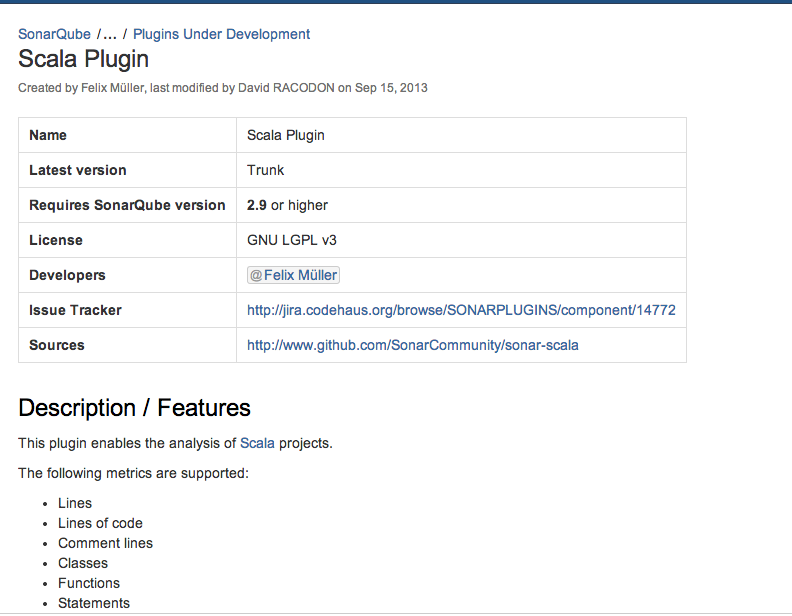 SonarQube /... / Plugins Under Development
Scala Plugin
Created by Felix Müller, last modified by David RACODON on Sep 15, 2013
Name Scala Plugin
Latest version Trunk
Requires SonarQube version 2.9 or higher
License GNU LGPL v3
Developers @Felix Müller
Issue Tracker http://jira.codehaus.org/browse/SONARPLUGINS/component/14772
Sources http://www.github.com/SonarCommunity/sonar-scala
Description / Features
This plugin enables the analysis of Scala projects.
The following metrics are supported:
• Lines
• Lines of code
• Comment lines
• Classes
• Functions
• Statements